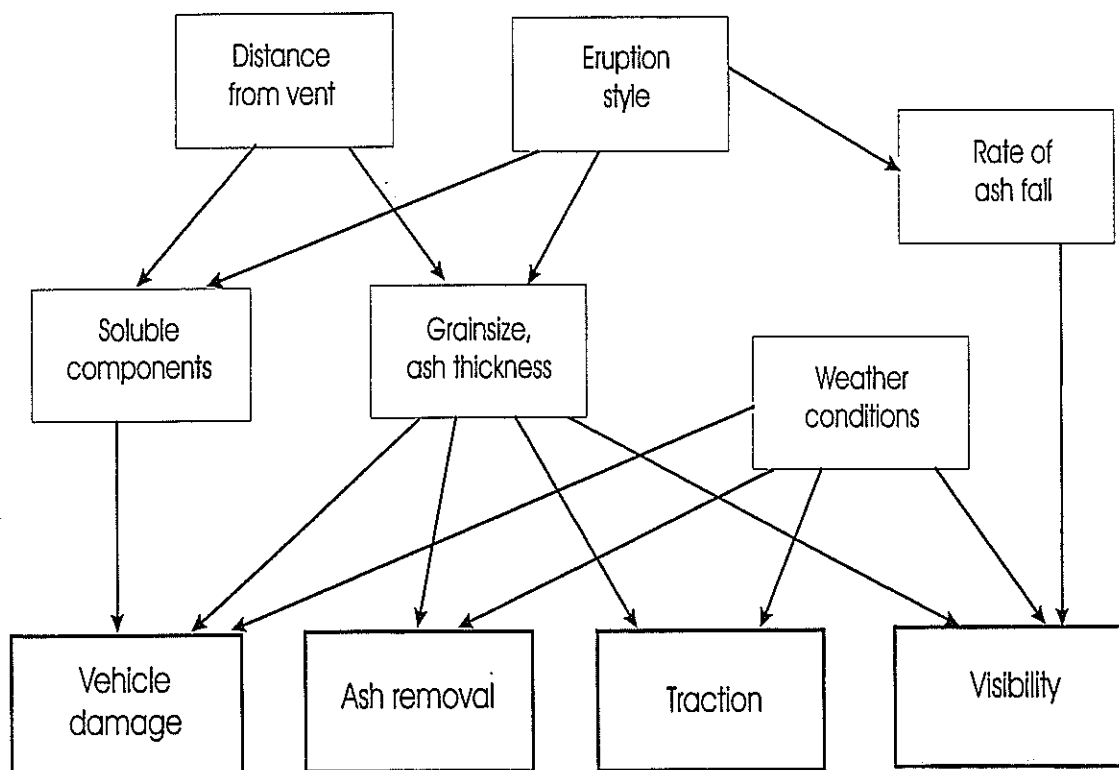 Distance
from vent
Eruption
style
Rate of
ash fall
Soluble
components
Grainsize,
ash thickness
Weather
conditions
Vehicle
damage
Ash removal
Traction
Visibility